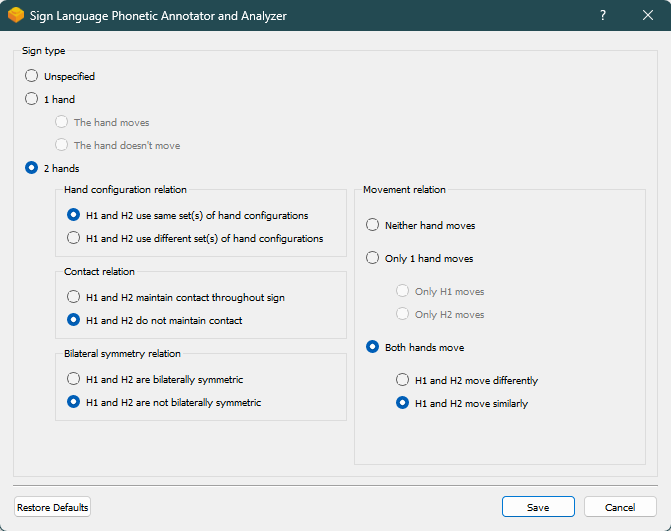 Sign Language Phonetic Annotator and Analyzer
?
Sign type
Unspecified
1 hand
The hand moves
The hand doesn't move
2 hands
Hand configuration relation
H1 and H2 use same set(s) of hand configurations
H1 and H2 use different set(s) of hand configurations
Contact relation
H1 and H2 maintain contact throughout sign
H1 and H2 do not maintain contact
Bilateral symmetry relation
H1 and H2 are bilaterally symmetric
H1 and H2 are not bilaterally symmetric
Movement relation
Neither hand moves
Only 1 hand moves
Only H1 moves
Only H2 moves
Both hands move
H1 and H2 move differently
H1 and H2 move similarly
Restore Defaults
Save
Cancel